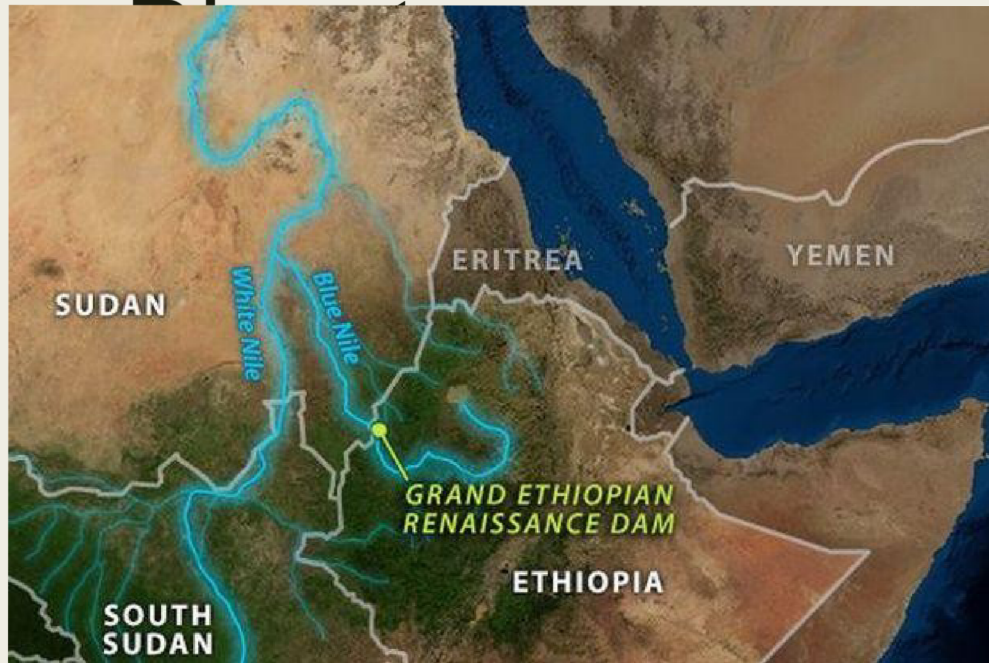 ERITREA
YEMEN
SUDAN
White Nile
Blue Nile
GRAND ETHIOPIAN
RENAISSANCE DAM
ETHIOPIA
SOUTH
SUDAN